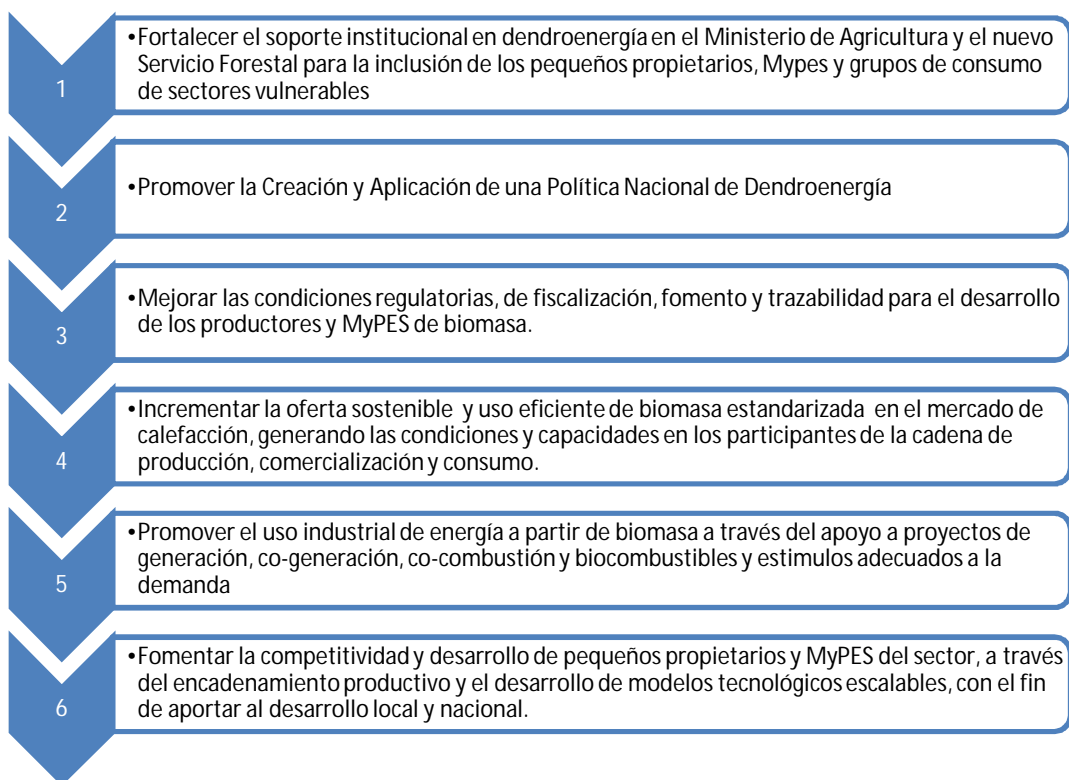 •Fortalecer el soporte institucional en dendroenergía en el Ministerio de Agricultura y el nuevo
Servicio Forestal para la inclusión de los pequeños propietarios, Mypes y grupos de consumo
de sectores vulnerables
1
•Promover la Creación y Aplicación de una Política Nacional de Dendroenergía
2
•Mejorar las condiciones regulatorias, de fiscalización, fomento y trazabilidad para el desarrollo
de los productores y MyPES de biomasa.
3
•Incrementar la oferta sostenible y uso eficiente de biomasa estandarizada en el mercado de
calefacción, generando las condiciones y capacidades en los participantes de la cadena de
producción, comercialización y consumo.
4
•Promover el uso industrial de energía a partir de biomasa a través del apoyo a proyectos de
generación, co-generación, co-combustión y biocombustibles y estimulos adecuados a la
demanda
5
•Fomentar la competitividad y desarrollo de pequeños propietarios y MyPES del sector, a través
del encadenamiento productivo y el desarrollo de modelos tecnológicos escalables, con el fin
de aportar al desarrollo local y nacional.
6